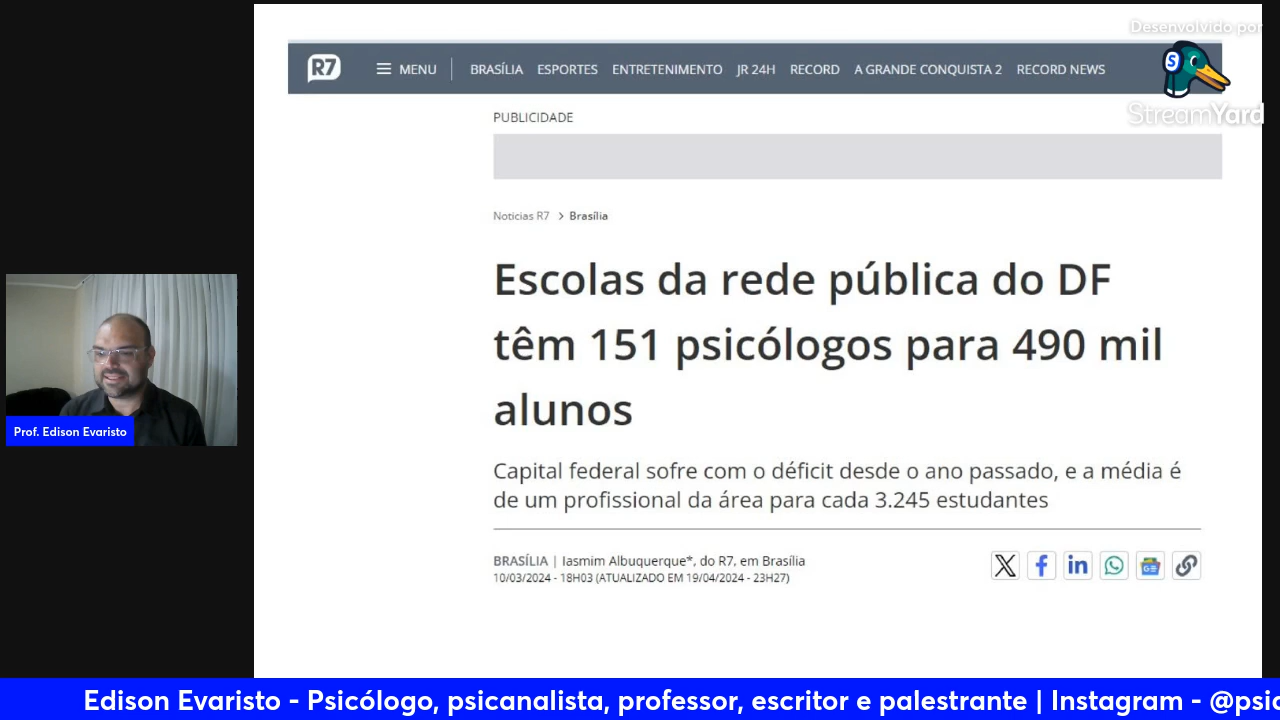 Desenvolvido por
StreamYard
R7
MENU
BRASÍLIA ESPORTES ENTRETENIMENTO JR 24H RECORD A GRANDE CONQUISTA 2 RECORD NEWS
PUBLICIDADE
Noticias R7 > Brasília
Escolas da rede pública do DF
têm 151 psicólogos para 490 mil
alunos
Capital federal sofre com o déficit desde o ano passado, e a média é
de um profissional da área para cada 3.245 estudantes
BRASÍLIA | Iasmim Albuquerque*, do R7, em Brasília
10/03/2024 - 18H03 (ATUALIZADO EM 19/04/2024 - 23H27)
Prof. Edison Evaristo
Edison Evaristo - Psicólogo, psicanalista, professor, escritor e palestrante | Instagram - @psic